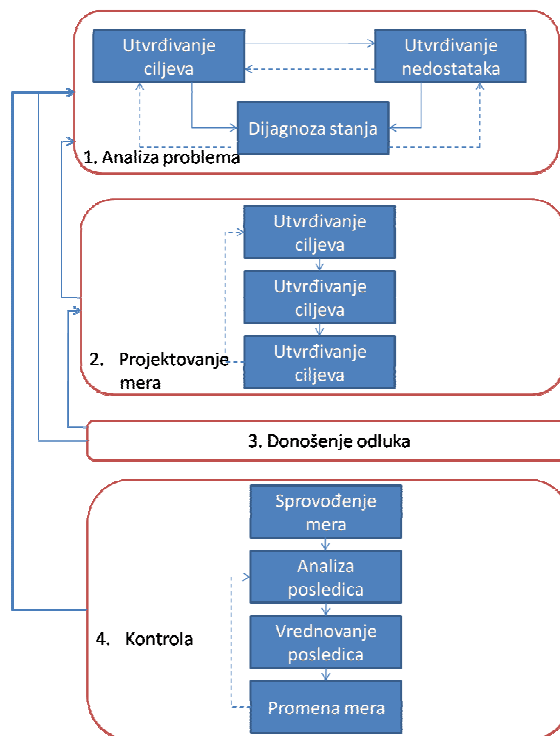 Utvrđivanje
ciljeva
Utvrđivanje
nedostataka
Dijagnoza stanja
1. Analiza problema
Utvrđivanje
ciljeva
Utvrđivanje
ciljeva
Utvrđivanje
ciljeva
2. Projektovanje
mera
3. Donošenje odluka
Sprovođenje
mera
Analiza
posledica
4. Kontrola
Vrednovanje
posledica
Promena mera